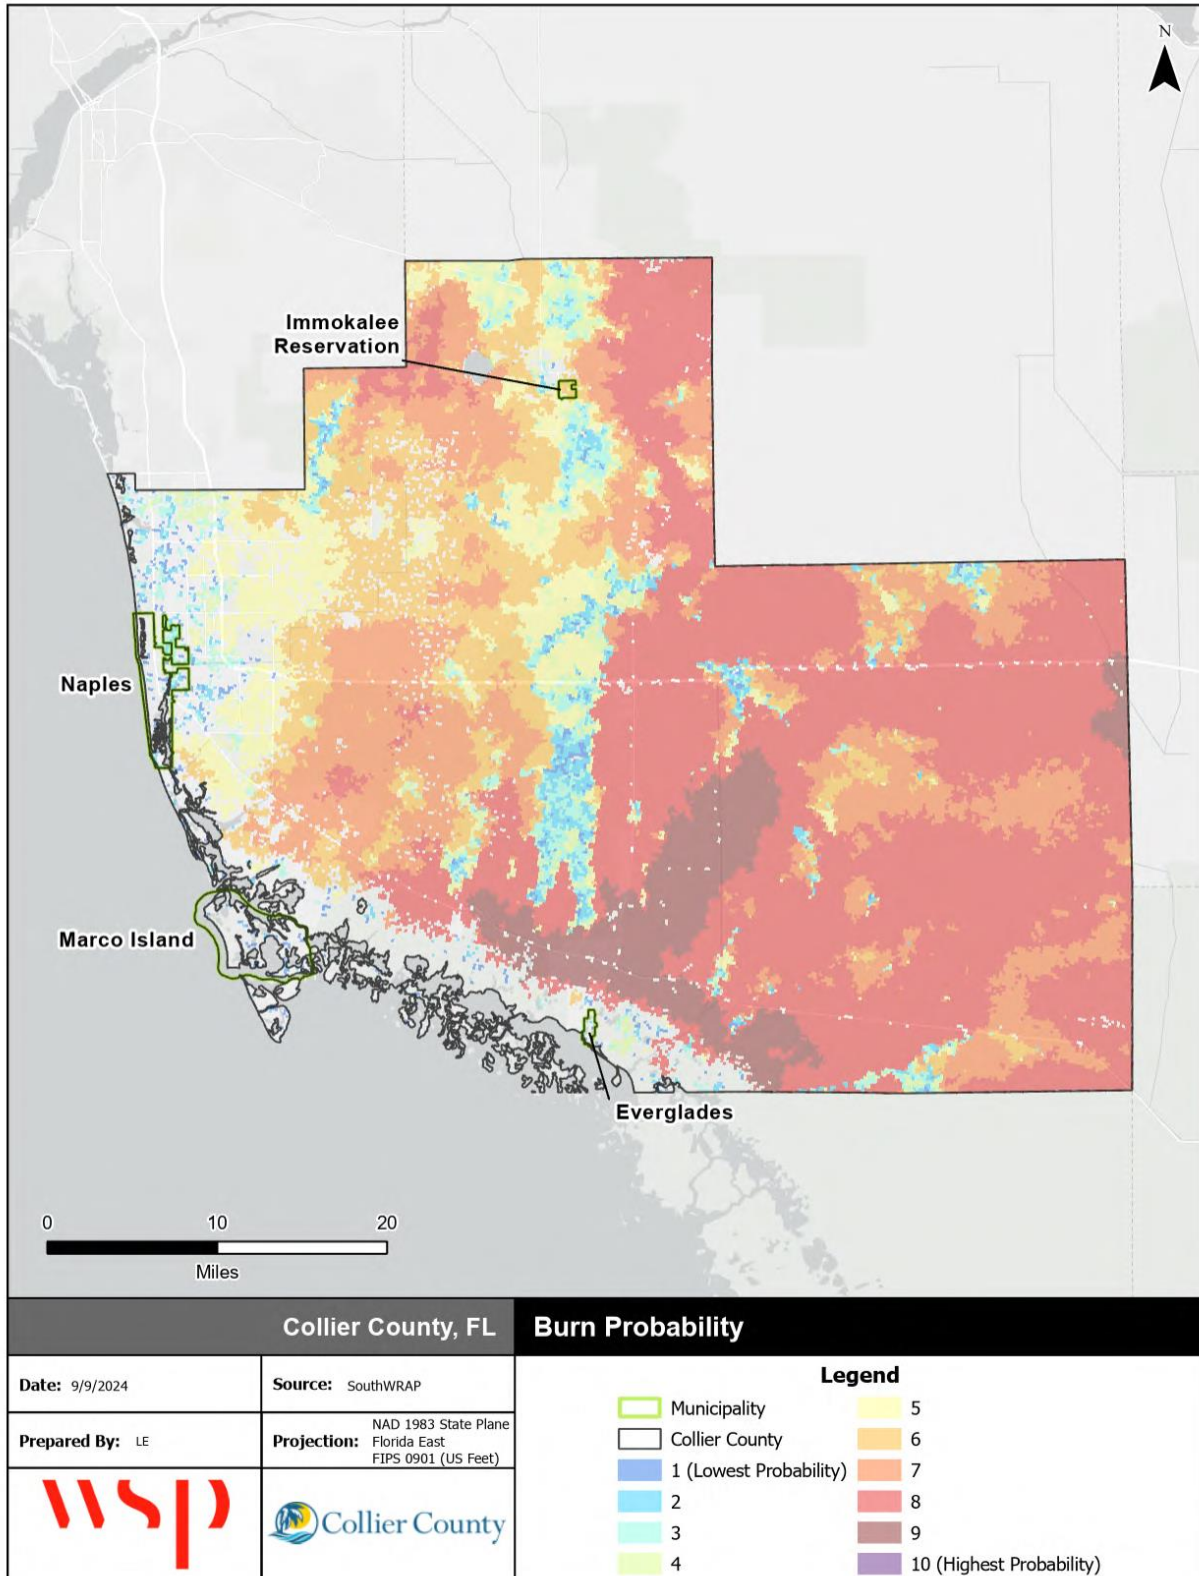 N
Immokalee
Reservation
Naples
Marco Island
Everglades
0 10 20
Miles
Collier County, FL
Burn Probability
Date: 9/9/2024
Source: SouthWRAP
Prepared By: LE
Projection: NAD 1983 State Plane
Florida East
FIPS 0901 (US Feet)
wsp
Collier County
Legend
Municipality
Collier County
1 (Lowest Probability)
2
3
4
5
6
7
8
9
10 (Highest Probability)